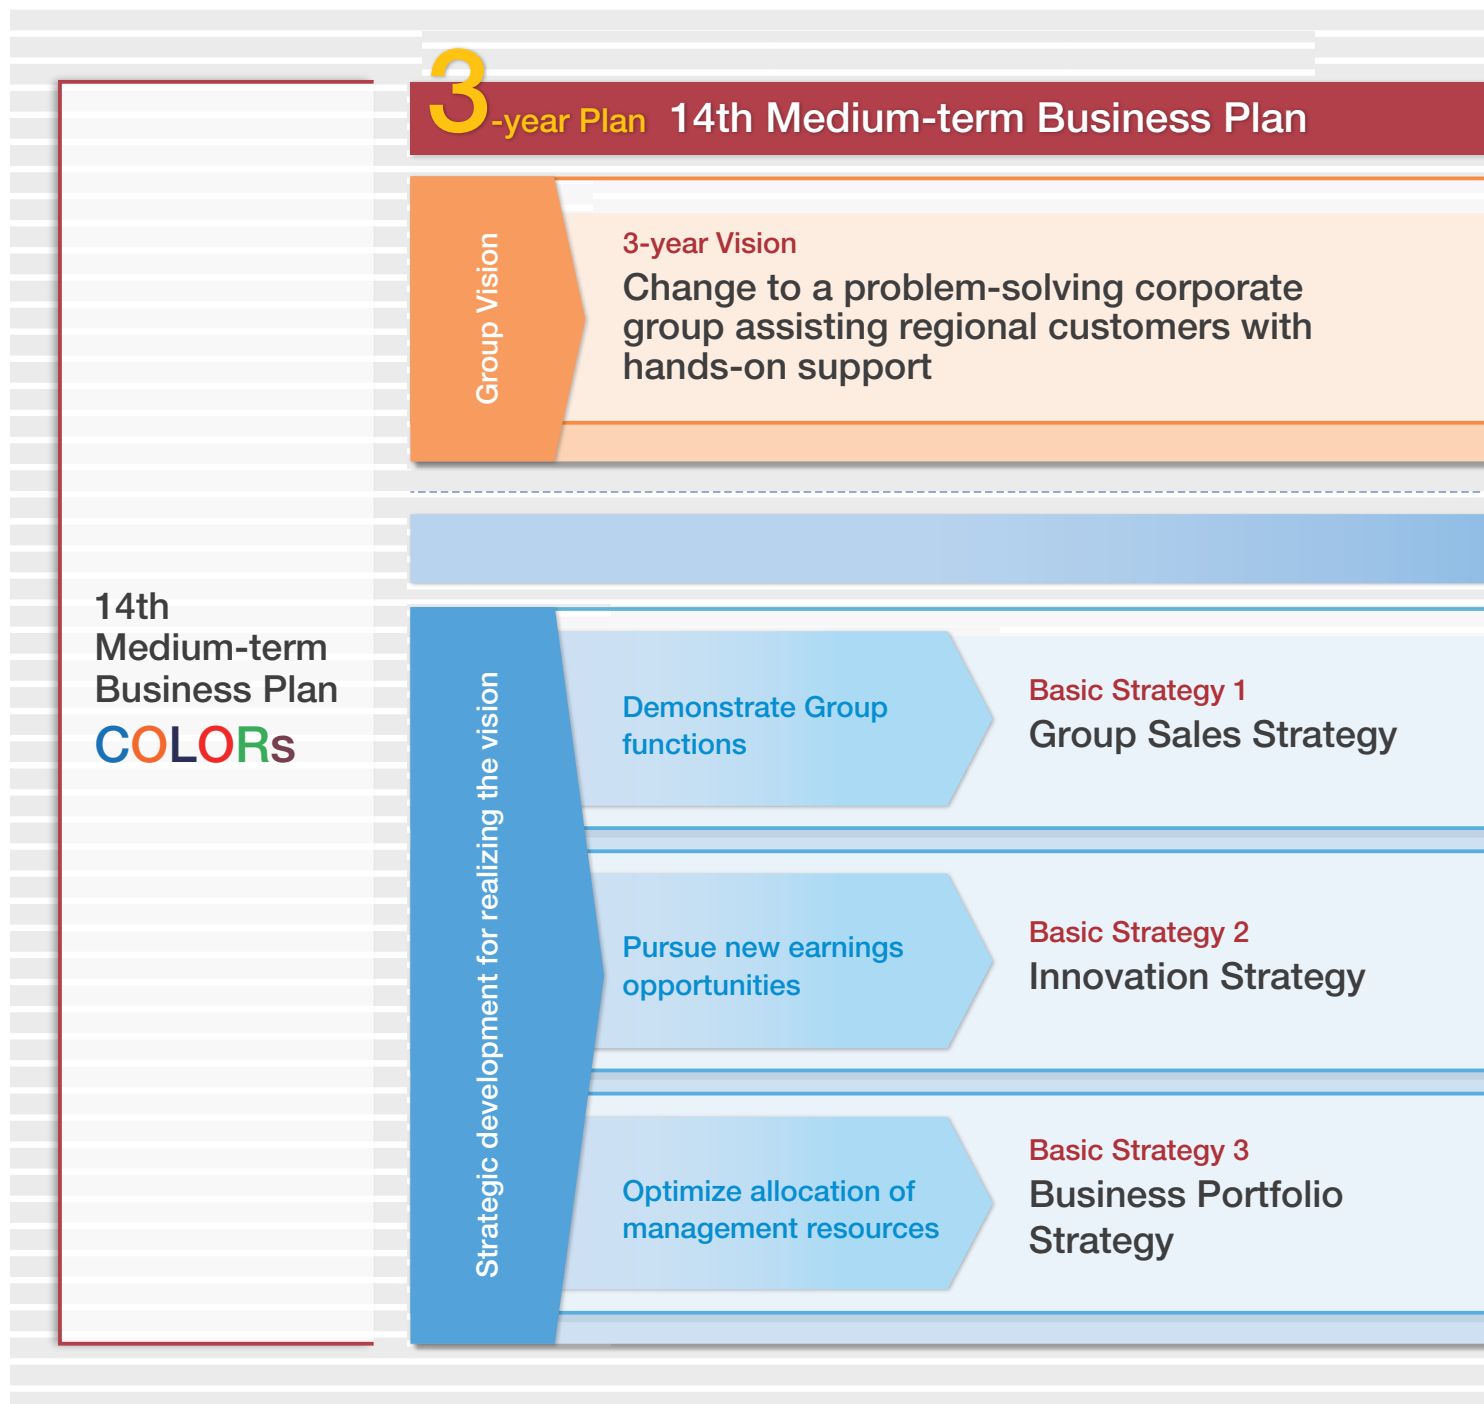 3-year Plan 14th Medium-term Business Plan
Group Vision
3-year Vision
Change to a problem-solving corporate
group assisting regional customers with
hands-on support
14th
Medium-term
Business Plan
COLORs
Strategic development for realizing the vision
Demonstrate Group
functions
Basic Strategy 1
Group Sales Strategy
Pursue new earnings
opportunities
Basic Strategy 2
Innovation Strategy
Optimize allocation of
management resources
Basic Strategy 3
Business Portfolio
Strategy